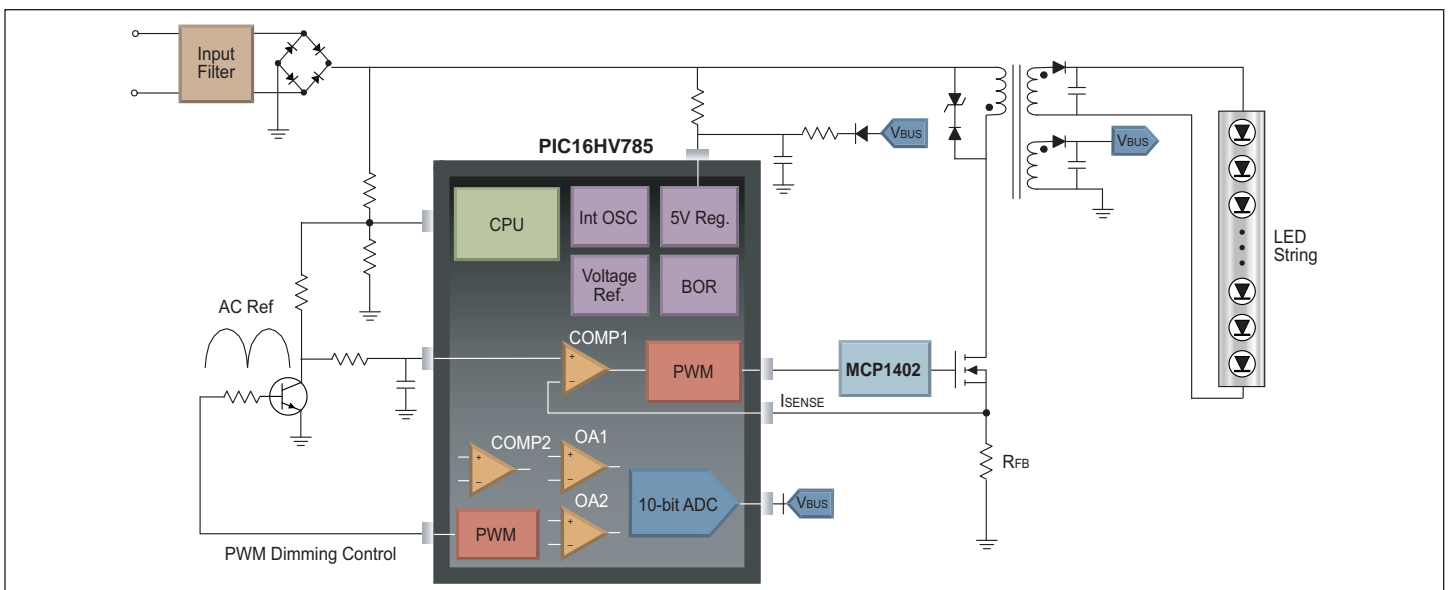 Input
Filter
VBUS
PIC16HV785
VBUS
CPU
Int OSC
5V Reg.
LED
String
Voltage
Ref.
BOR
AC Ref
COMP1
+
−
PWM
MCP1402
ISENSE
COMP2
+
−
OA1
+
−
RFB
OA2
+
−
10-bit ADC
VBUS
PWM
PWM Dimming Control